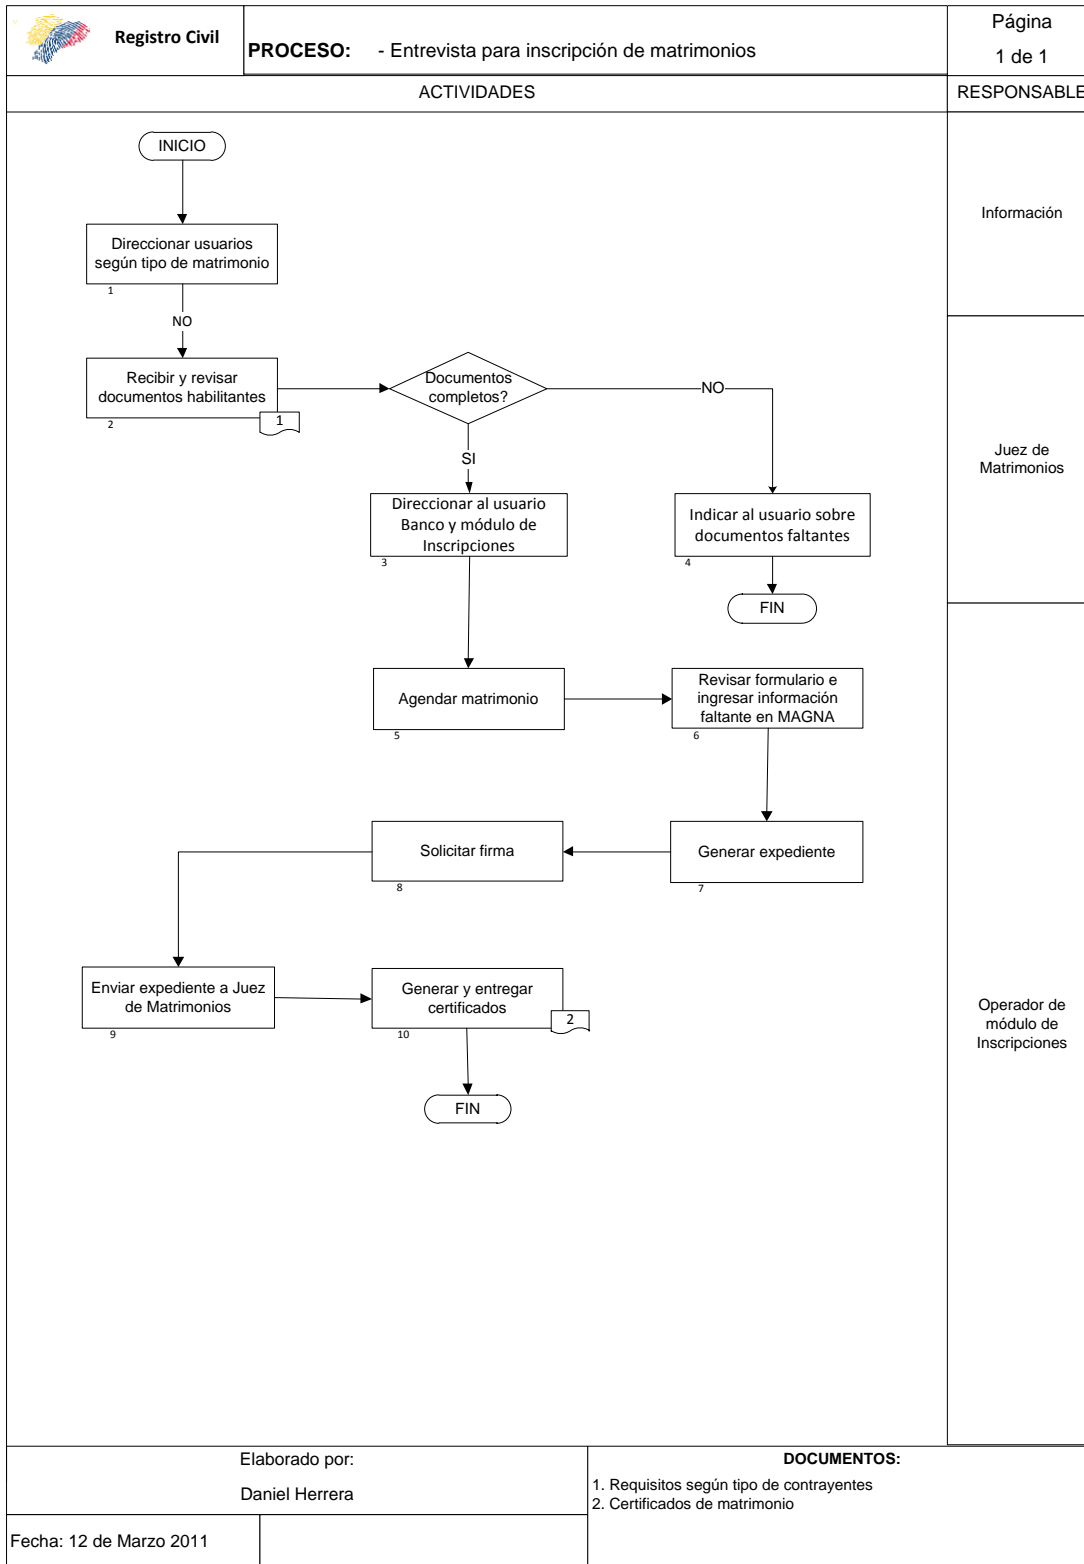 Registro Civil
PROCESO: - Entrevista para inscripción de matrimonios
Página
1 de 1
ACTIVIDADES
RESPONSABLE
INICIO
Direccionar usuarios
según tipo de matrimonio
1
Información
NO
Recibir y revisar
documentos habilitantes
2
1
Documentos
completos?
NO
SI
Juez de
Matrimonios
Direccionar al usuario
Banco y módulo de
Inscripciones
3
Indicar al usuario sobre
documentos faltantes
4
FIN
Agendar matrimonio
5
Revisar formulario e
ingresar información
faltante en MAGNA
6
Solicitar firma
8
Generar expediente
7
Enviar expediente a Juez
de Matrimonios
9
Generar y entregar
certificados
10
2
Operador de
módulo de
Inscripciones
FIN
Elaborado por:
Daniel Herrera
Fecha: 12 de Marzo 2011
DOCUMENTOS:
1. Requisitos según tipo de contrayentes
2. Certificados de matrimonio